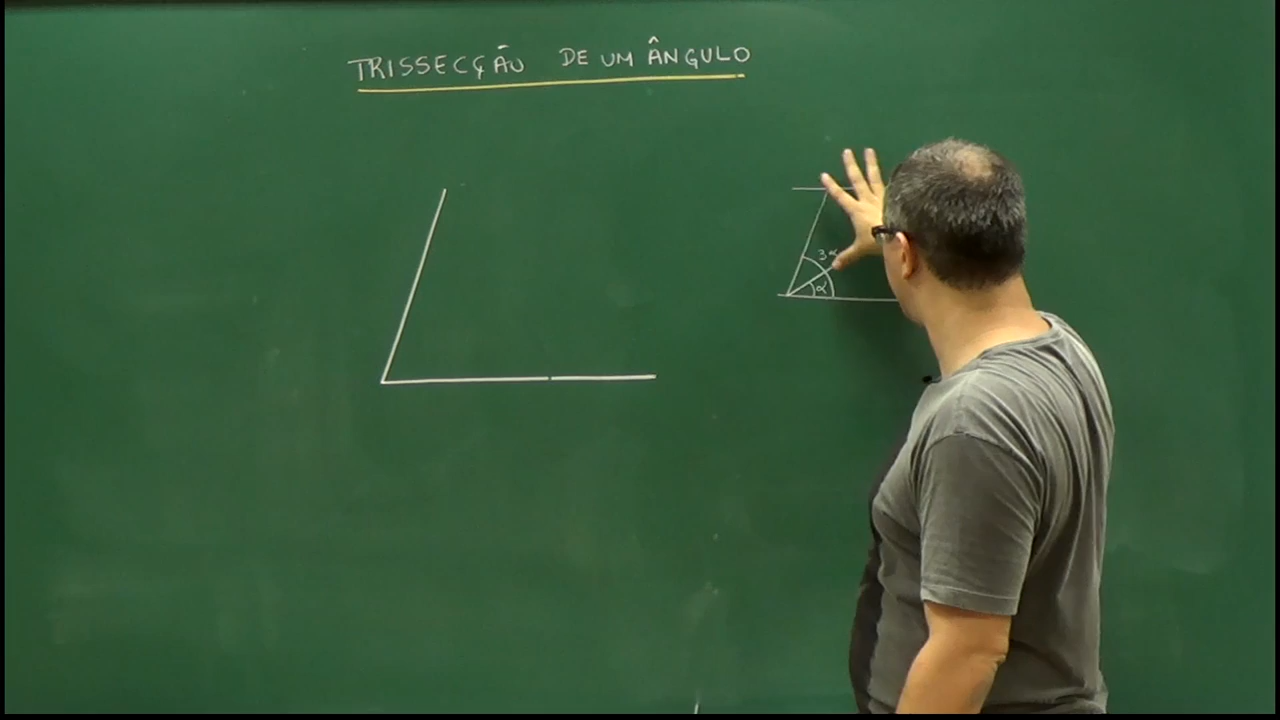 TRISSECÇÃO DE UM ÂNGULO
3α
α